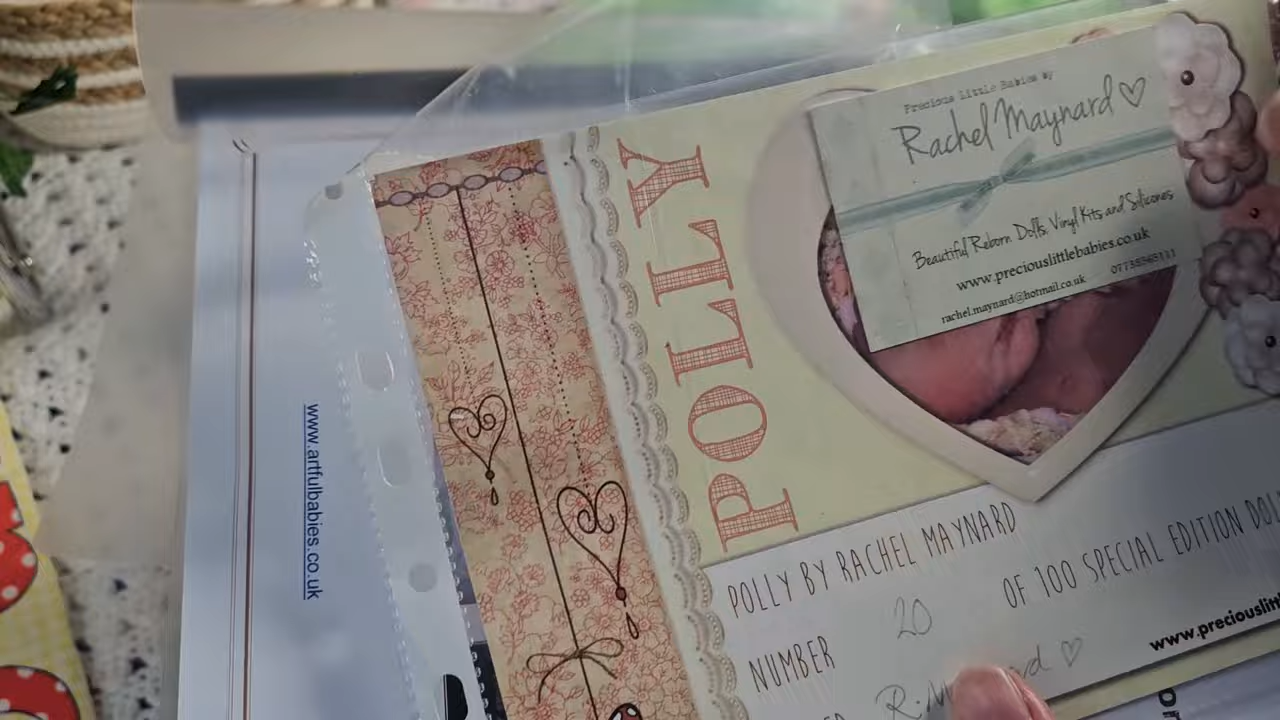 Precious little Babies by
Rachel Maynard
Beautiful Reborn Dolls, Vinyl Kits and Silicones
www.preciouslittlebabies.co.uk
rachel.maynard@hotmail.co.uk
POLLY
POLLY BY RACHEL MAYNARD
NUMBER 20 OF 100 SPECIAL EDITION
www.artfulbabies.co.uk